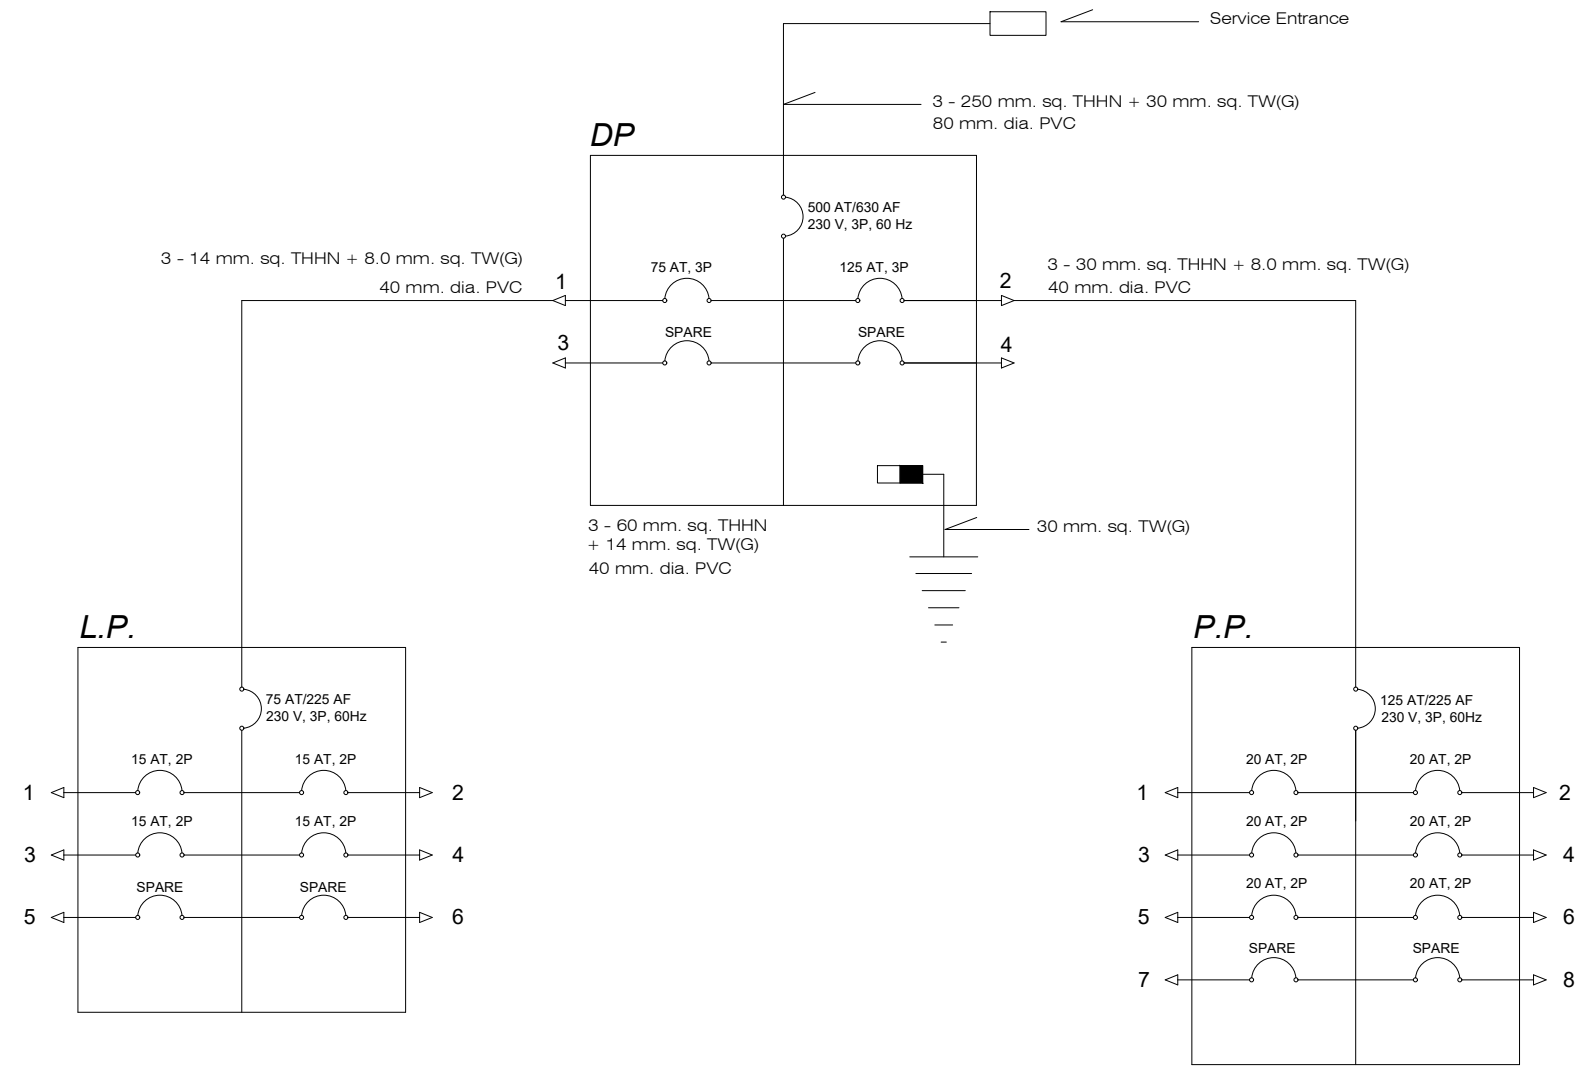 Service Entrance
3 - 250 mm. sq. THHN + 30 mm. sq. TW(G)
80 mm. dia. PVC
DP
500 AT/630 AF
230 V, 3P, 60 Hz
3 - 14 mm. sq. THHN + 8.0 mm. sq. TW(G)
40 mm. dia. PVC
1
75 AT, 3P
125 AT, 3P
2
3 - 30 mm. sq. THHN + 8.0 mm. sq. TW(G)
40 mm. dia. PVC
3
SPARE
SPARE
4
3 - 60 mm. sq. THHN
+ 14 mm. sq. TW(G)
40 mm. dia. PVC
30 mm. sq. TW(G)
L.P.
75 AT/225 AF
230 V, 3P, 60Hz
15 AT, 2P
15 AT, 2P
1
2
15 AT, 2P
15 AT, 2P
3
4
SPARE
SPARE
5
6
P.P.
125 AT/225 AF
230 V, 3P, 60Hz
20 AT, 2P
20 AT, 2P
1
2
20 AT, 2P
20 AT, 2P
3
4
20 AT, 2P
20 AT, 2P
5
6
SPARE
SPARE
7
8